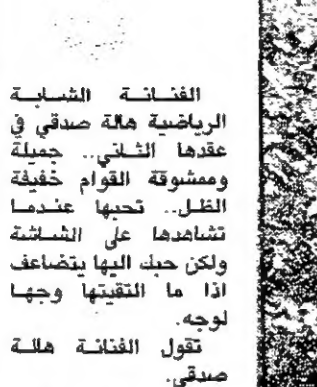 الفنانة الشابة
الرياضية هالة صدقي في
عقدها الثاني.. جميلة
وممشوقة القوام خفيفة
الظل.. تحبها عندما
تشاهدها على الشاشة
ولكن حبك اليها يتضاعف
اذا ما التقيتها وجها
لوجه.
تقول الفنانة هالة
صدقي.